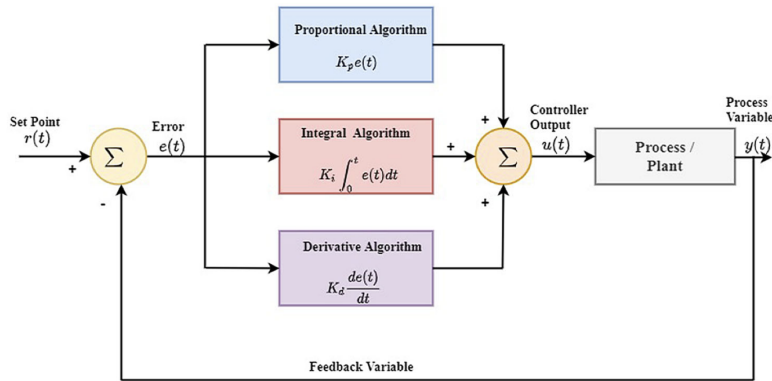 Proportional Algorithm
K_p e(t)
Set Point
r(t)
+
-
Σ
Error
e(t)
Integral Algorithm
K_i ∫_0^t e(t)dt
Derivative Algorithm
K_d de(t)/dt
+
+
+
Σ
Controller
Output
u(t)
Process /
Plant
Process
Variable
y(t)
Feedback Variable